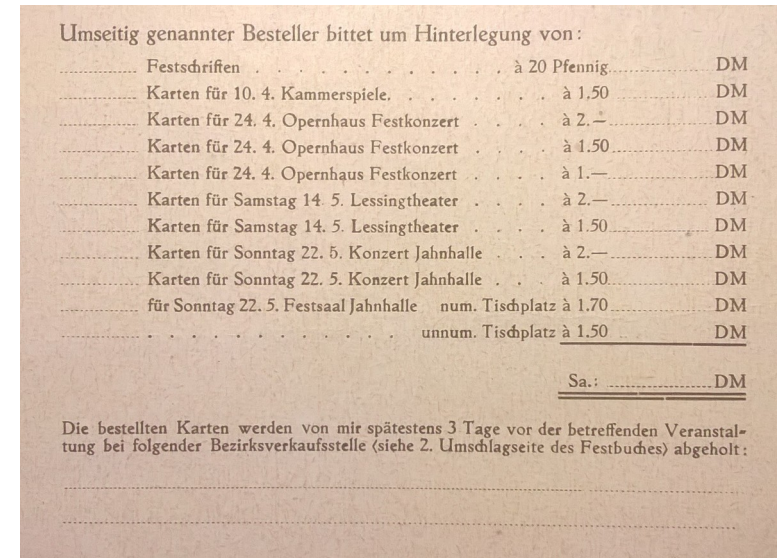 Umseitig genannter Besteller bittet um Hinterlegung von:
Festschriften . . . . . . . . . . . à 20 Pfennig DM
Karten für 10. 4. Kammerspiele. . . . . . . . à 1.50 DM
Karten für 24. 4. Opernhaus Festkonzert . . . . à 2.— DM
Karten für 24. 4. Opernhaus Festkonzert . . . . à 1.50 DM
Karten für 24. 4. Opernhaus Festkonzert . . . . à 1.— DM
Karten für Samstag 14. 5. Lessingtheater . . . . à 2.— DM
Karten für Samstag 14. 5. Lessingtheater . . . . à 1.50 DM
Karten für Sonntag 22. 5. Konzert Jahnhalle . . . à 2.— DM
Karten für Sonntag 22. 5. Konzert Jahnhalle . . . à 1.50 DM
für Sonntag 22. 5. Festsaal Jahnhalle num. Tischplatz à 1.70 DM
. . . . . . . . . . unnum. Tischplatz à 1.50 DM
Sa.: DM
Die bestellten Karten werden von mir spätestens 3 Tage vor der betreffenden Veranstal-
tung bei folgender Bezirksverkaufsstelle (siehe 2. Umschlagseite des Festbuches) abgeholt: